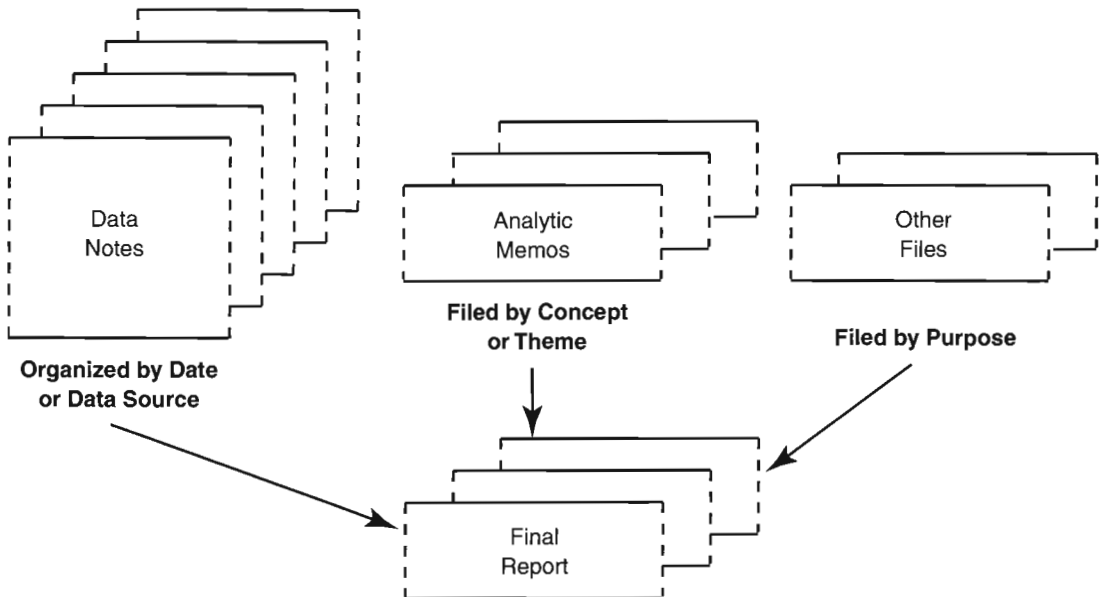 Data
Notes
Organized by Date
or Data Source
Analytic
Memos
Filed by Concept
or Theme
Other
Files
Filed by Purpose
Final
Report